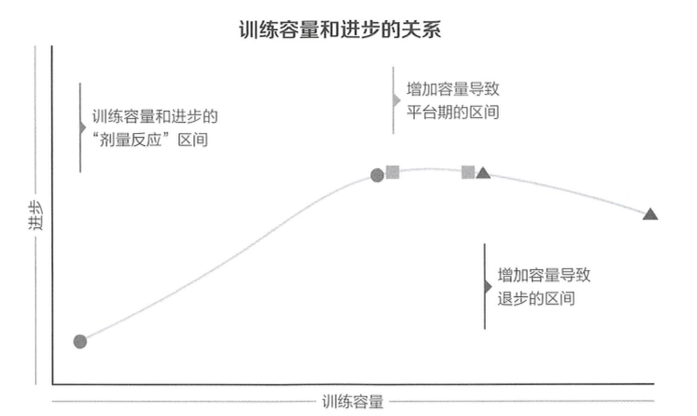 训练容量和进步的关系
训练容量和进步的
“剂量反应”区间
增加容量导致
平台期的区间
进步
增加容量导致
退步的区间
训练容量